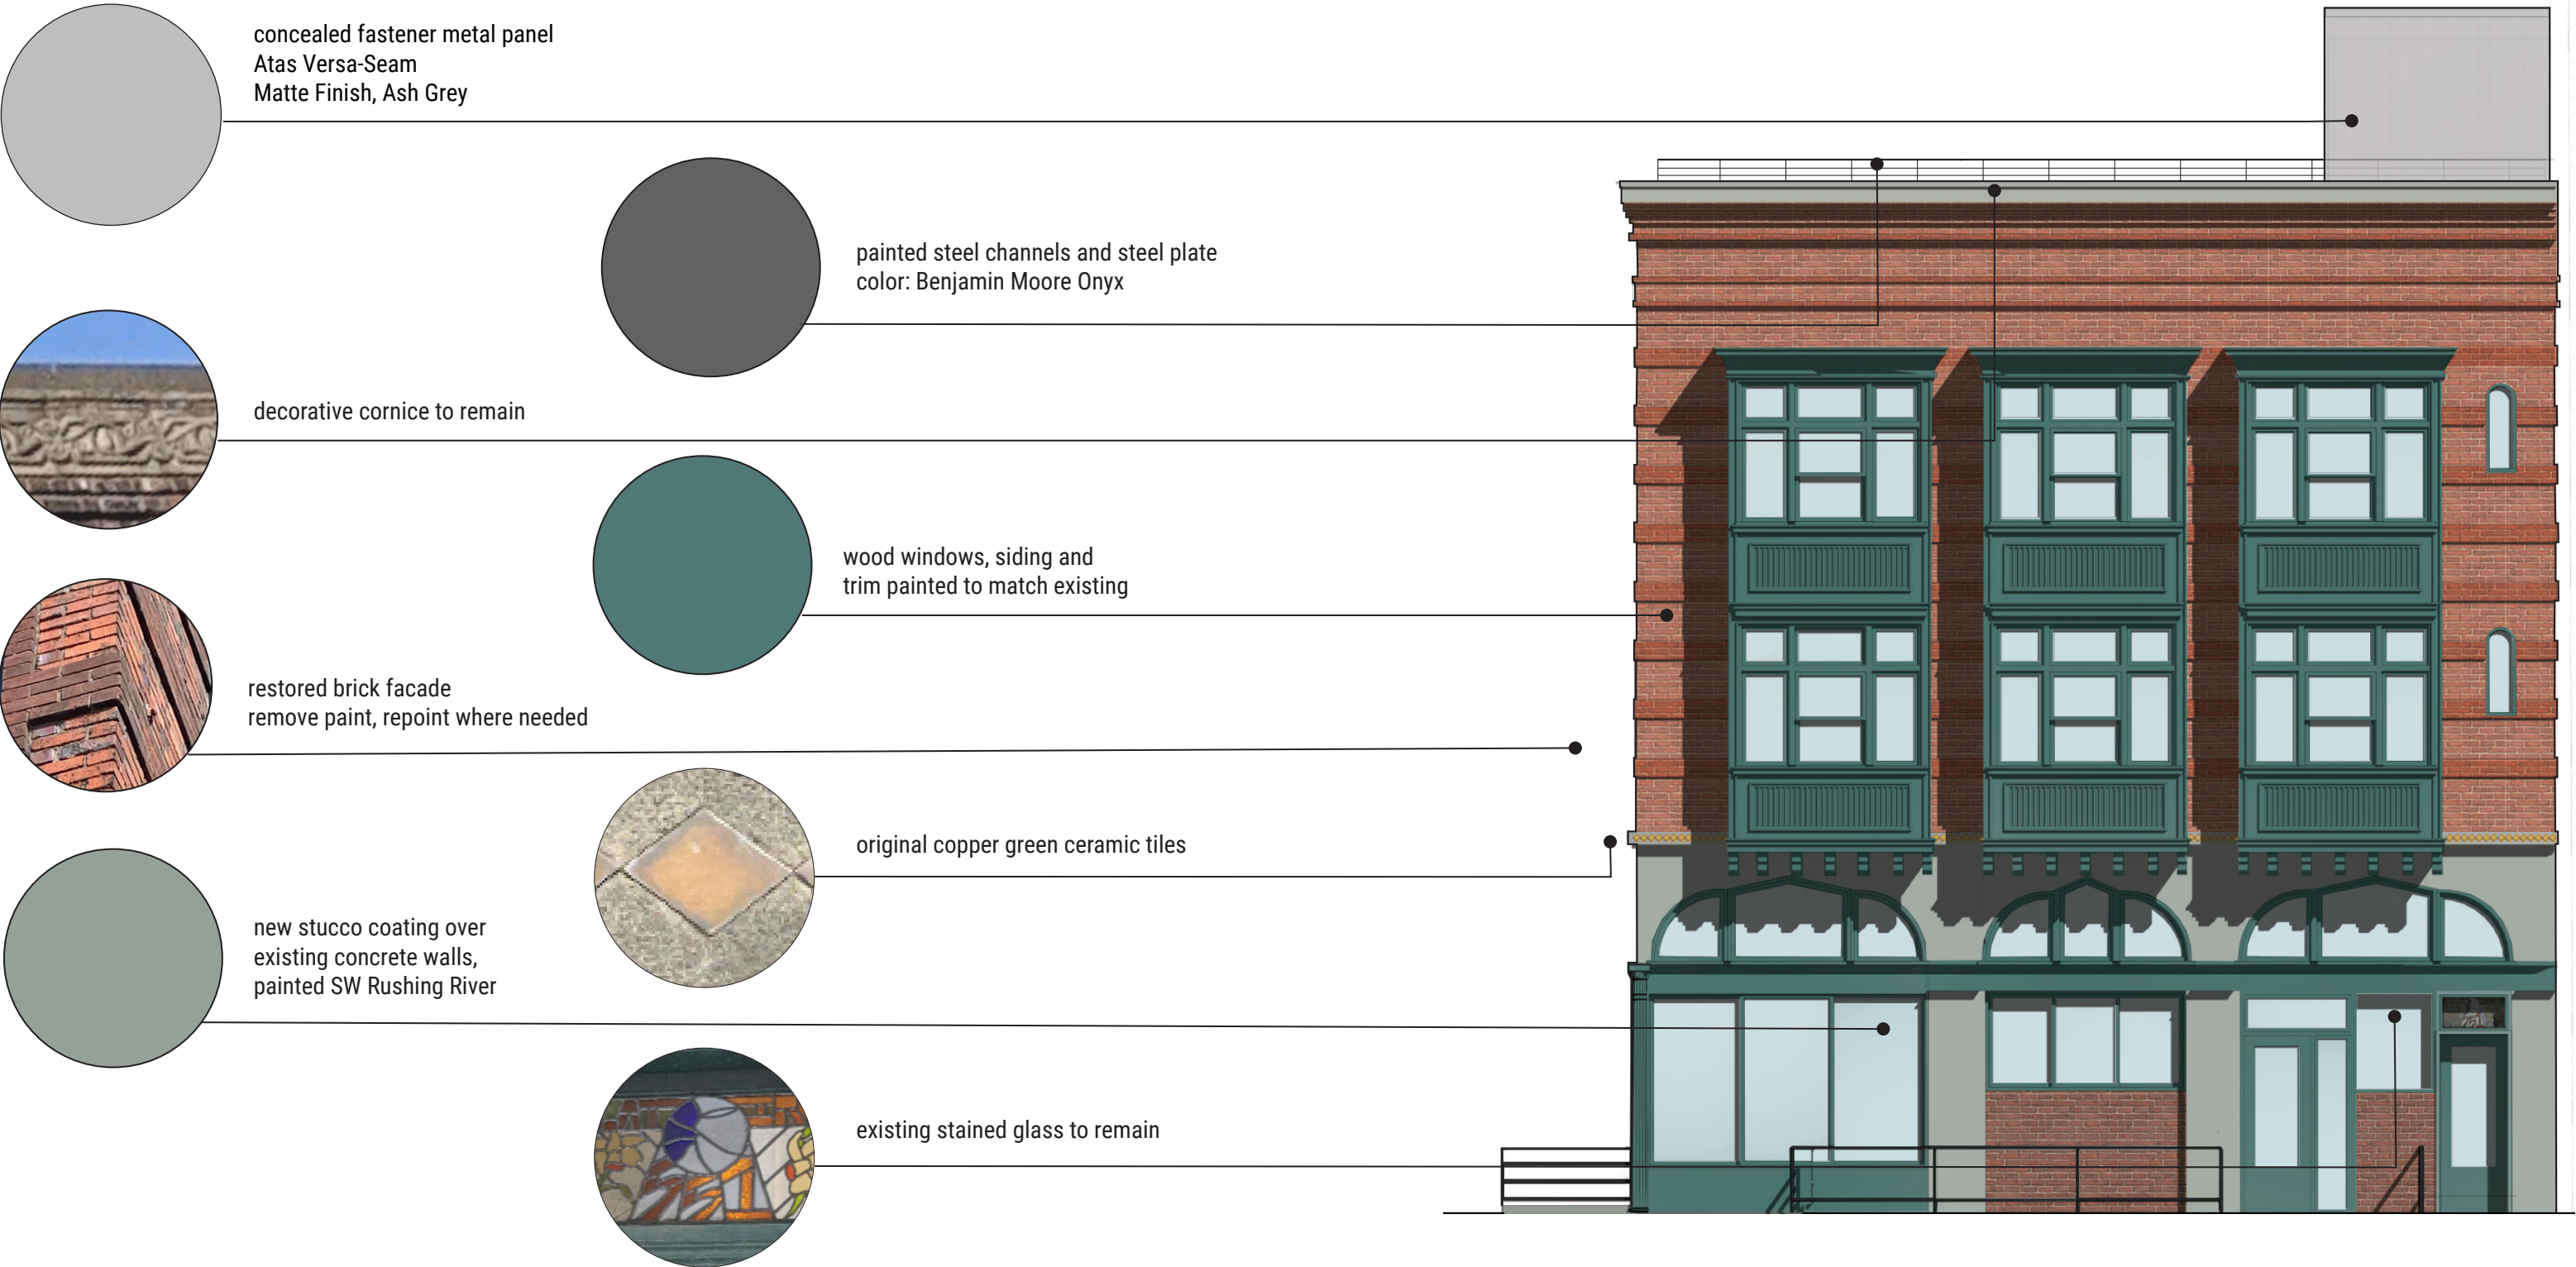 concealed fastener metal panel
Atas Versa-Seam
Matte Finish, Ash Grey
painted steel channels and steel plate
color: Benjamin Moore Onyx
decorative cornice to remain
wood windows, siding and
trim painted to match existing
restored brick facade
remove paint, repoint where needed
original copper green ceramic tiles
new stucco coating over
existing concrete walls,
painted SW Rushing River
existing stained glass to remain